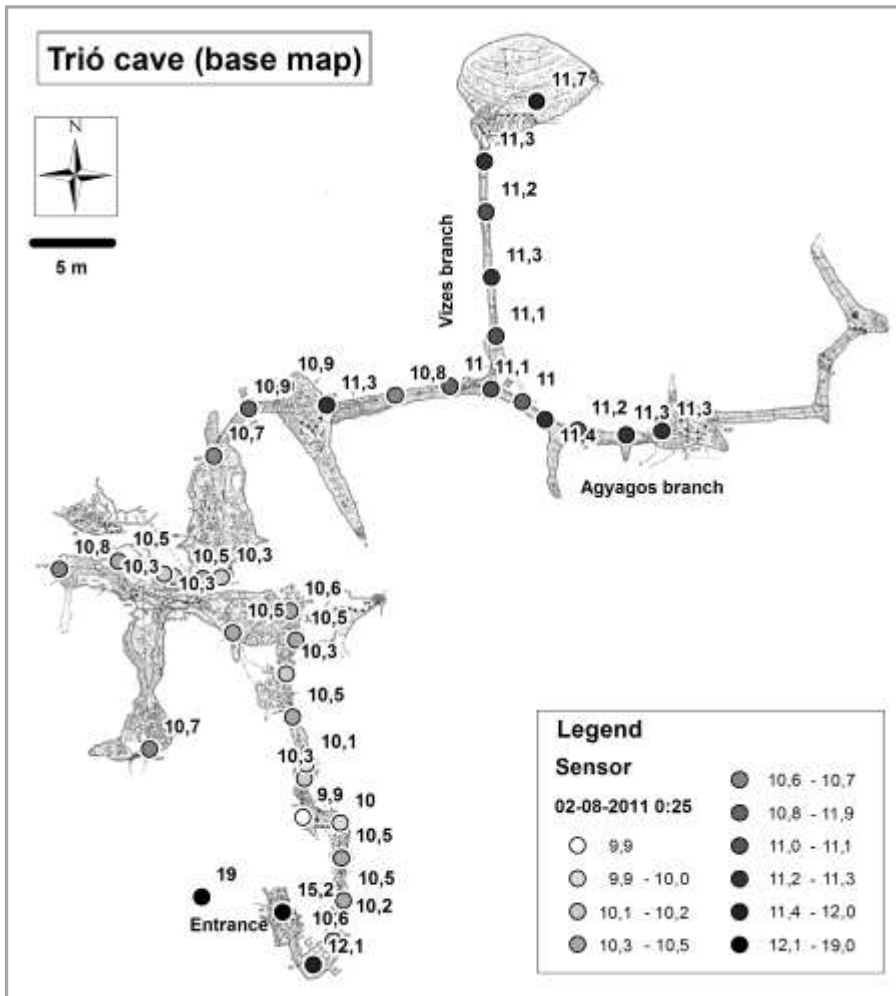 Trió cave (base map)
N
5 m
11,7
11,3
11,2
Vizes branch
11,3
11,1
10,9
10,9
11,3
10,8
11
11,1
11
11,2
11,3
11,3
11,4
10,7
Agyagos branch
10,8
10,5
10,3
10,5
10,3
10,3
10,6
10,5
10,5
10,3
10,5
10,7
10,1
10,3
9,9
10
10,5
10,5
19
15,2
10,2
Entrance
10,6
12,1
Legend
Sensor
02-08-2011 0:25
9,9
9,9 - 10,0
10,1 - 10,2
10,3 - 10,5
10,6 - 10,7
10,8 - 11,9
11,0 - 11,1
11,2 - 11,3
11,4 - 12,0
12,1 - 19,0